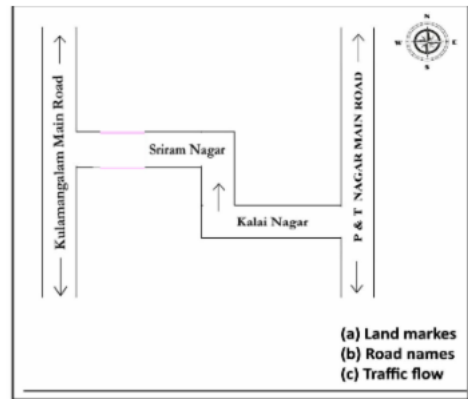 N
W E
S
Kulamangalam Main Road
Sriram Nagar
Kalai Nagar
P & T NAGAR MAIN ROAD
(a) Land markes
(b) Road names
(c) Traffic flow